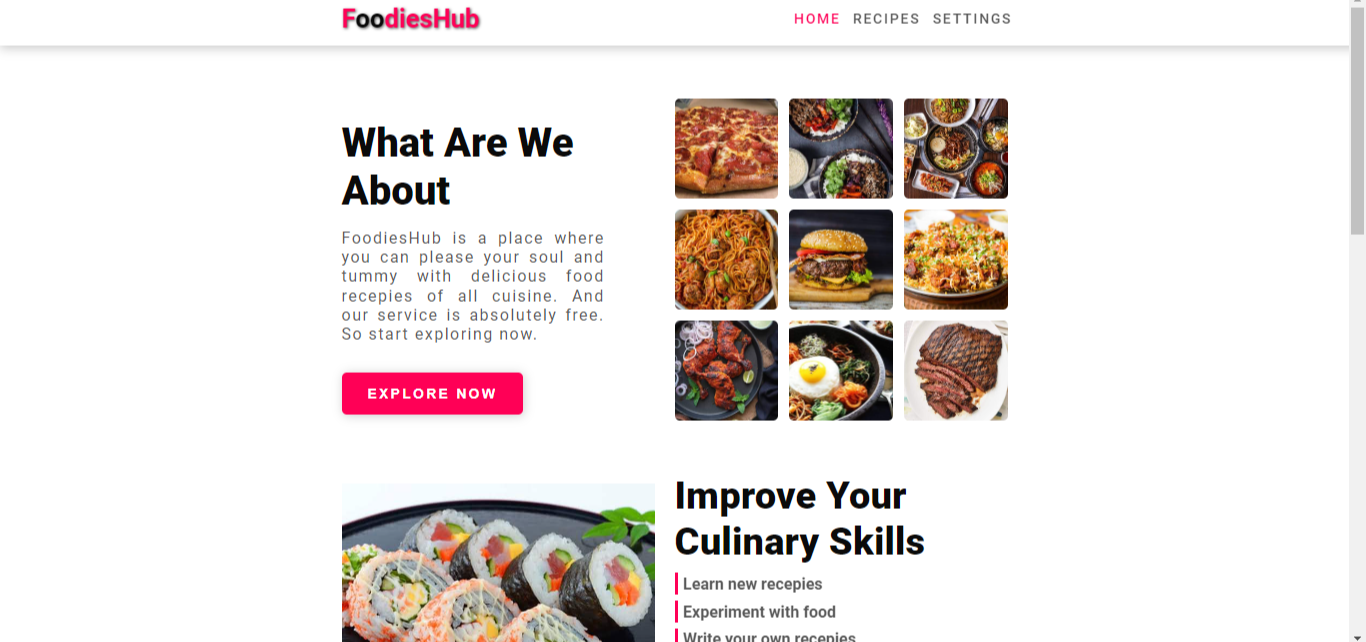 FoodiesHub
HOME RECIPES SETTINGS
What Are We
About
FoodiesHub is a place where
you can please your soul and
tummy with delicious food
recepies of all cuisine. And
our service is absolutely free.
So start exploring now.
EXPLORE NOW
Improve Your
Culinary Skills
Learn new recepies
Experiment with food
Write your own recepies